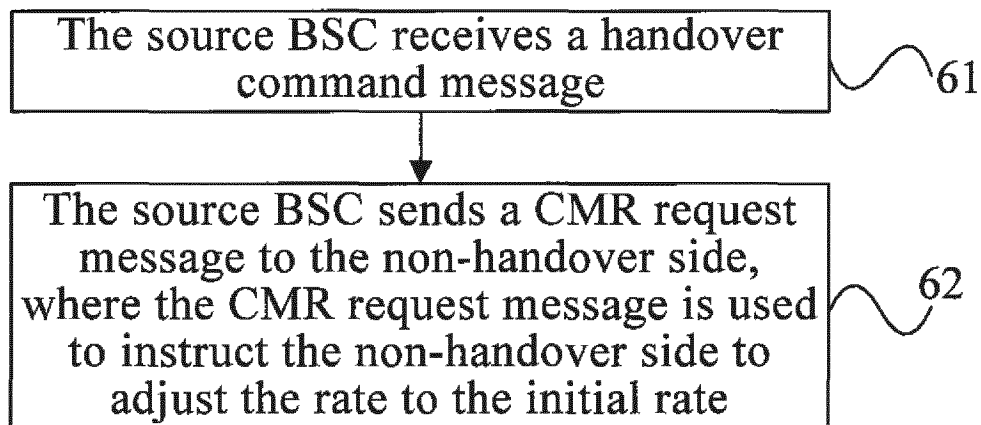 The source BSC receives a handover
command message
61
The source BSC sends a CMR request
message to the non-handover side,
where the CMR request message is used
to instruct the non-handover side to
adjust the rate to the initial rate
62